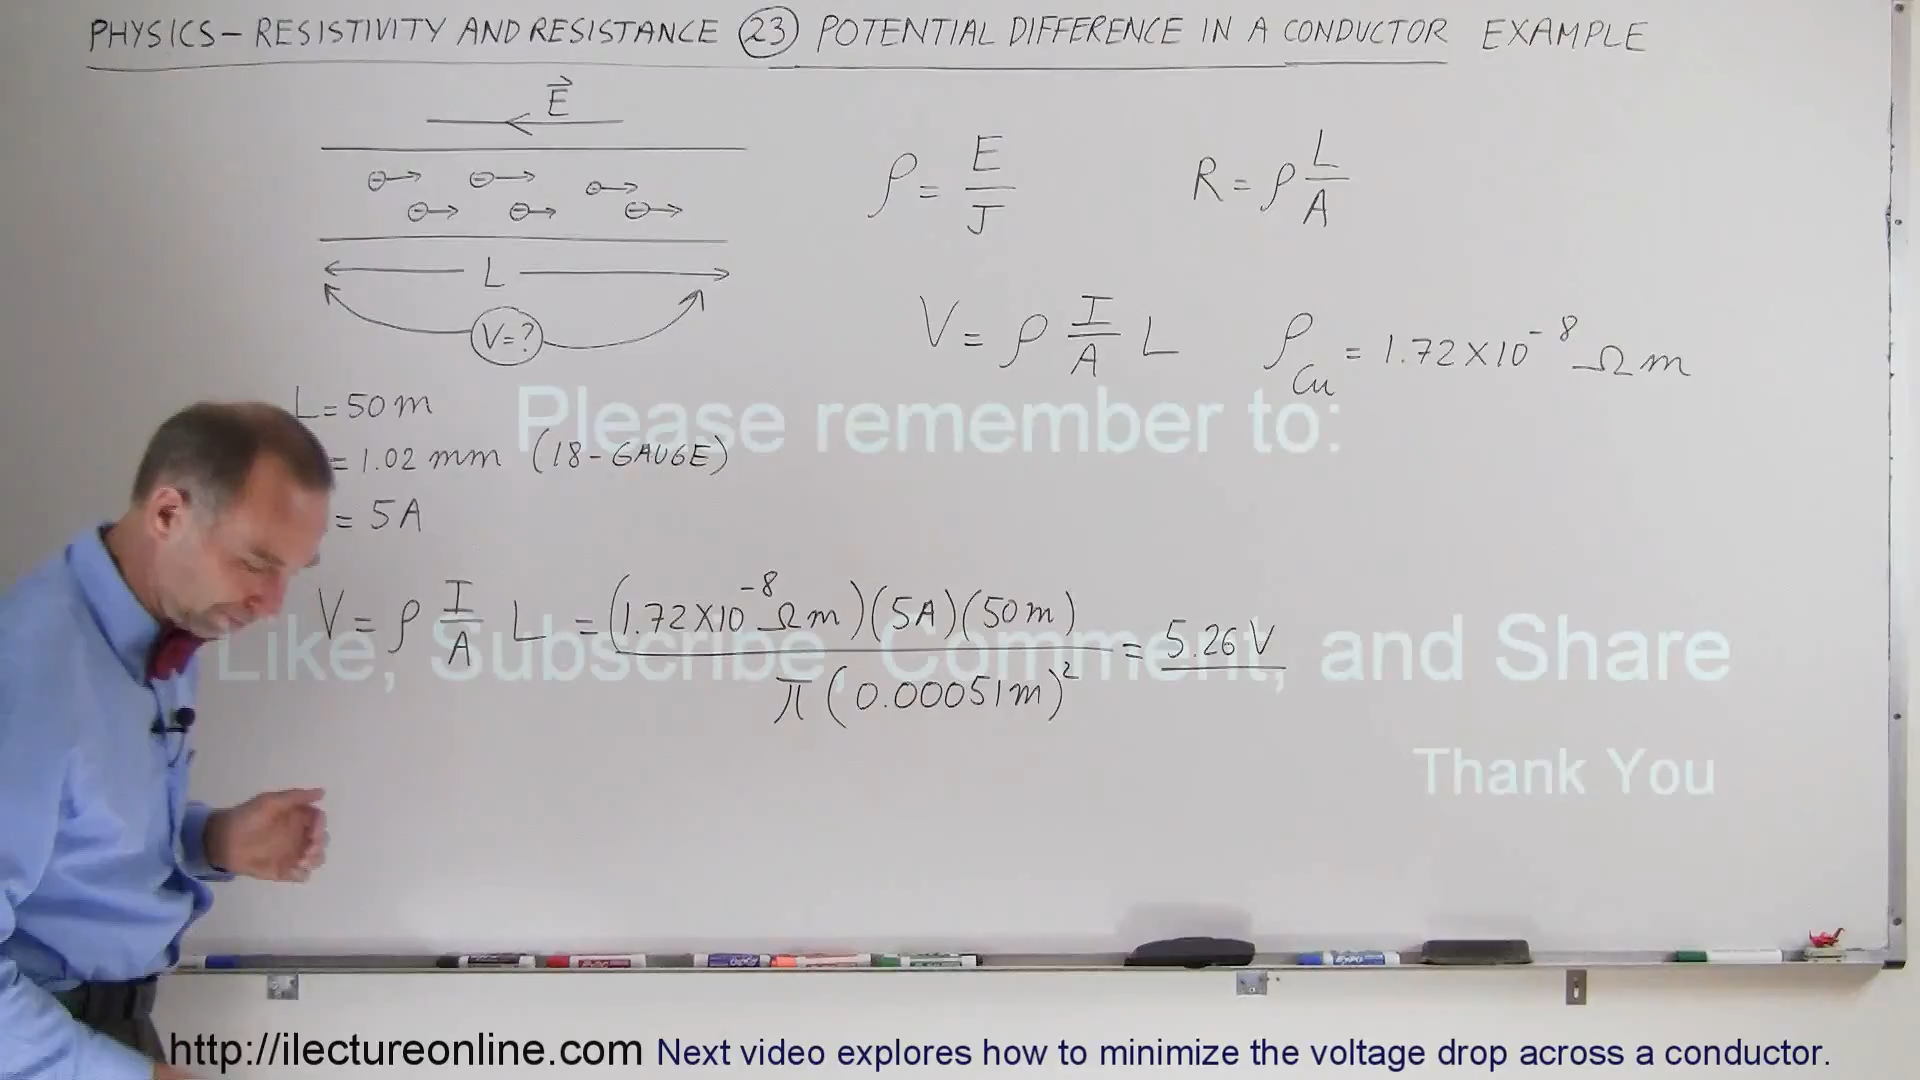 PHYSICS – RESISTIVITY AND RESISTANCE (23) POTENTIAL DIFFERENCE IN A CONDUCTOR EXAMPLE
E⃗
ρ = E/J
R = ρ L/A
L
V=?
V = ρ I/A L
ρCu = 1.72×10⁻⁸ Ωm
Please remember to:
L = 50 m
= 1.02 mm (18-GAUGE)
= 5A
V = ρ I/A L = (1.72×10⁻⁸ Ωm)(5A)(50m) / π(0.00051m)² = 5.26V
Like, Subscribe, Comment, and Share
Thank You
http://ilectureonline.com Next video explores how to minimize the voltage drop across a conductor.